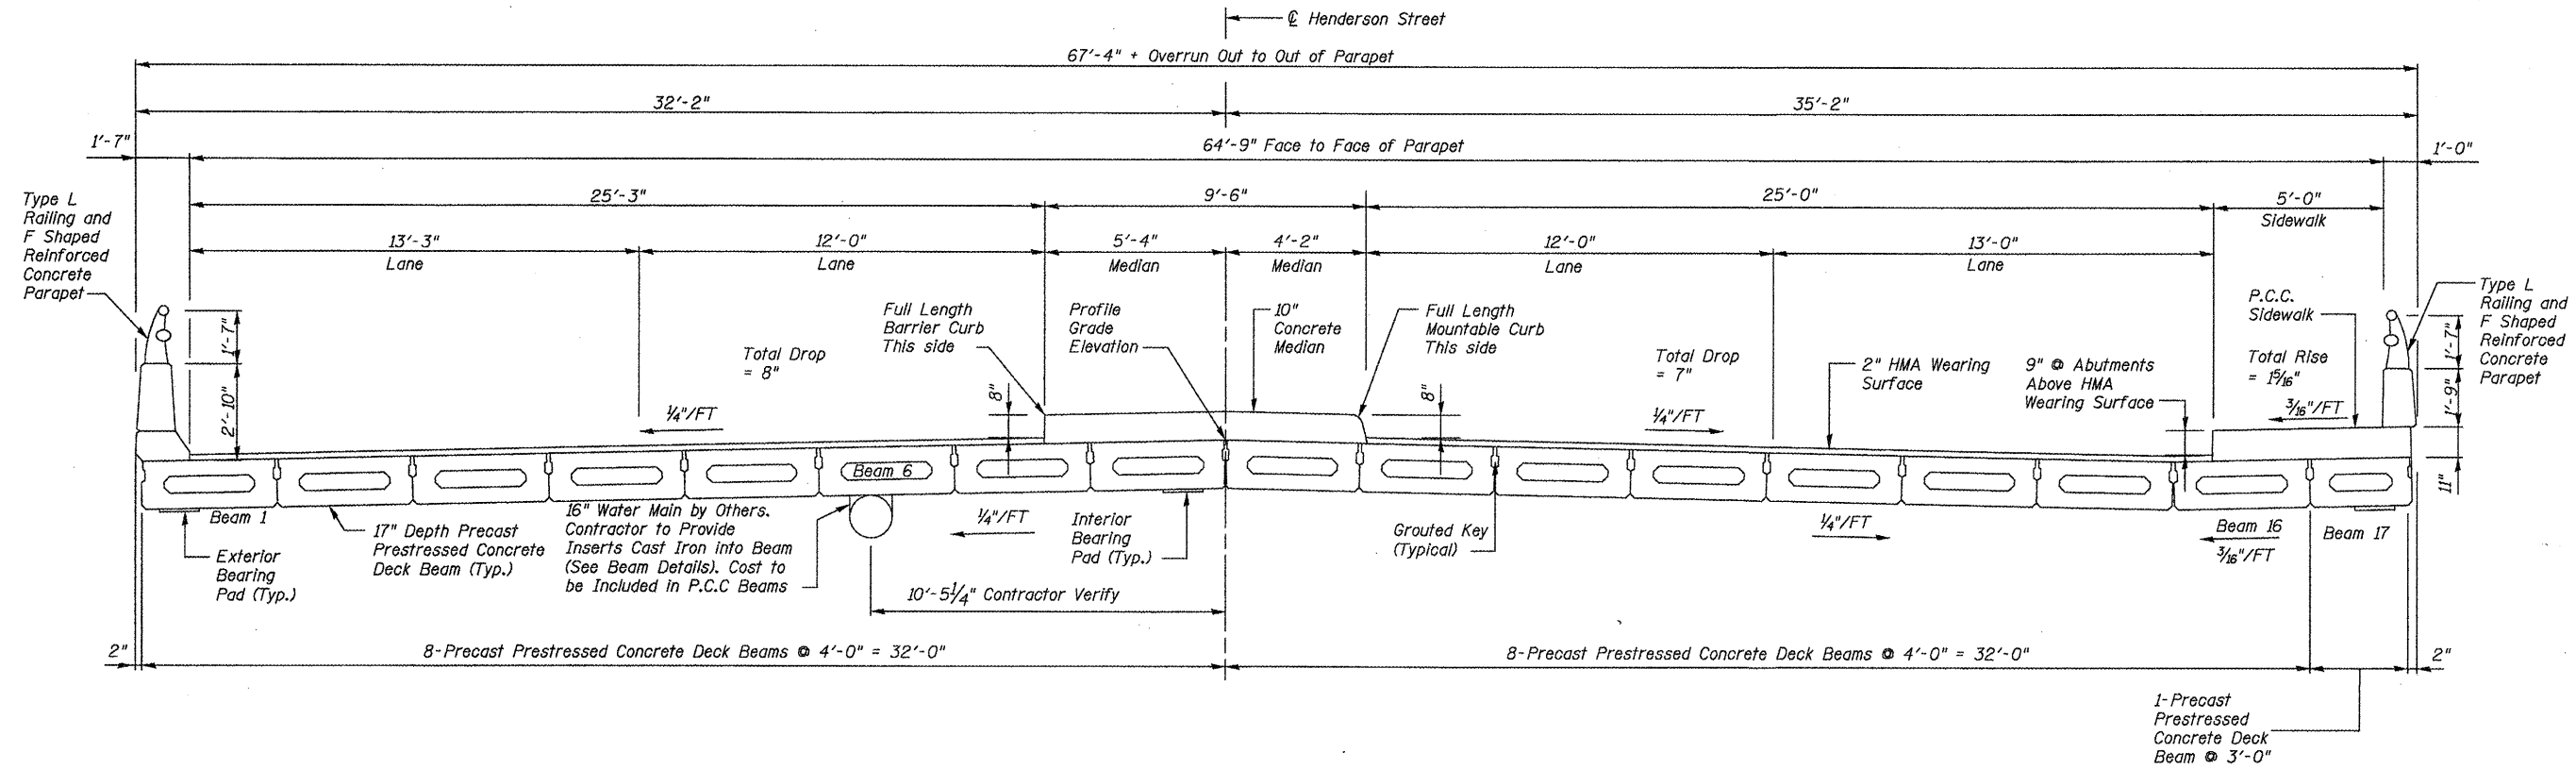 ℄ Henderson Street
67'-4" + Overrun Out to Out of Parapet
32'-2"
35'-2"
1'-7"
64'-9" Face to Face of Parapet
1'-0"
25'-3"
9'-6"
25'-0"
5'-0"
Sidewalk
13'-3"
Lane
12'-0"
Lane
5'-4"
Median
4'-2"
Median
12'-0"
Lane
13'-0"
Lane
Type L
Railing and
F Shaped
Reinforced
Concrete
Parapet
1'-7"
2'-10"
Total Drop
= 8"
1/4"/FT
Full Length
Barrier Curb
This side
8"
Profile
Grade
Elevation
10"
Concrete
Median
Full Length
Mountable Curb
This side
8"
Total Drop
= 7"
1/4"/FT
2" HMA Wearing
Surface
9" @ Abutments
Above HMA
Wearing Surface
P.C.C.
Sidewalk
Total Rise
= 1 5/16"
3/16"/FT
Type L
Railing and
F Shaped
Reinforced
Concrete
Parapet
1'-7"
1'-9"
11"
Beam 6
Beam 1
Exterior
Bearing
Pad (Typ.)
17" Depth Precast
Prestressed Concrete
Deck Beam (Typ.)
16" Water Main by Others.
Contractor to Provide
Inserts Cast Iron into Beam
(See Beam Details). Cost to
be Included in P.C.C Beams
1/4"/FT
Interior
Bearing
Pad (Typ.)
Grouted Key
(Typical)
1/4"/FT
Beam 16
3/16"/FT
Beam 17
10'-5 1/4" Contractor Verify
2"
8-Precast Prestressed Concrete Deck Beams @ 4'-0" = 32'-0"
8-Precast Prestressed Concrete Deck Beams @ 4'-0" = 32'-0"
2"
1-Precast
Prestressed
Concrete Deck
Beam @ 3'-0"